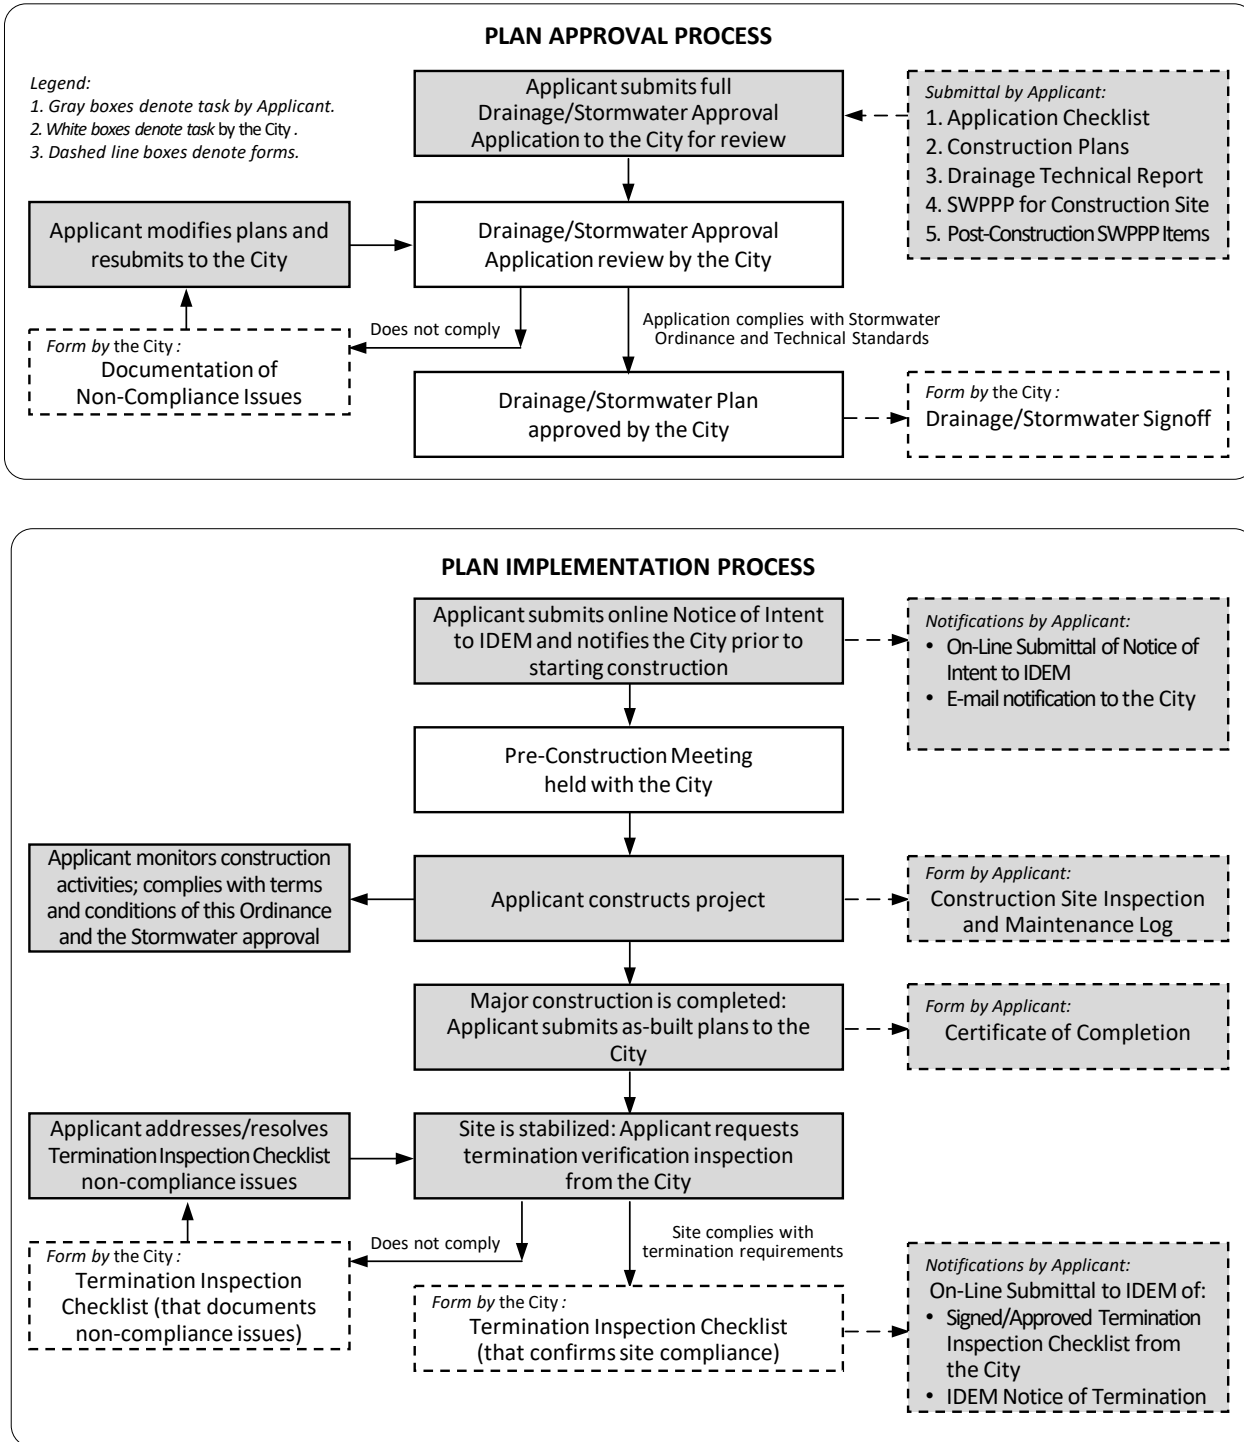 PLAN APPROVAL PROCESS
Legend:
1. Gray boxes denote task by Applicant.
2. White boxes denote task by the City .
3. Dashed line boxes denote forms.
Applicant submits full
Drainage/Stormwater Approval
Application to the City for review
Submittal by Applicant:
1. Application Checklist
2. Construction Plans
3. Drainage Technical Report
4. SWPPP for Construction Site
5. Post-Construction SWPPP Items
Applicant modifies plans and
resubmits to the City
Drainage/Stormwater Approval
Application review by the City
Does not comply
Application complies with Stormwater
Ordinance and Technical Standards
Form by the City :
Documentation of
Non-Compliance Issues
Drainage/Stormwater Plan
approved by the City
Form by the City :
Drainage/Stormwater Signoff
PLAN IMPLEMENTATION PROCESS
Applicant submits online Notice of Intent
to IDEM and notifies the City prior to
starting construction
Notifications by Applicant:
• On-Line Submittal of Notice of
Intent to IDEM
• E-mail notification to the City
Pre-Construction Meeting
held with the City
Applicant monitors construction
activities; complies with terms
and conditions of this Ordinance
and the Stormwater approval
Applicant constructs project
Form by Applicant:
Construction Site Inspection
and Maintenance Log
Major construction is completed:
Applicant submits as-built plans to the
City
Form by Applicant:
Certificate of Completion
Applicant addresses/resolves
Termination Inspection Checklist
non-compliance issues
Site is stabilized: Applicant requests
termination verification inspection
from the City
Does not comply
Site complies with
termination requirements
Form by the City :
Termination Inspection
Checklist (that documents
non-compliance issues)
Form by the City :
Termination Inspection Checklist
(that confirms site compliance)
Notifications by Applicant:
On-Line Submittal to IDEM of:
• Signed/Approved Termination
Inspection Checklist from
the City
• IDEM Notice of Termination